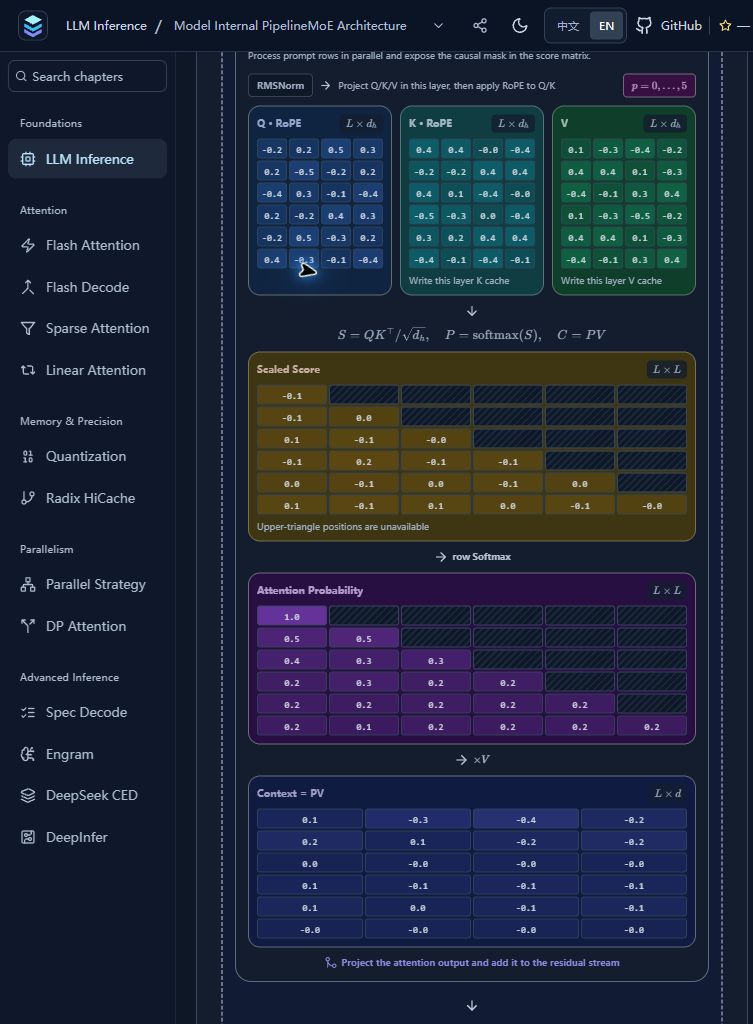 LLM Inference / Model Internal PipelineMoE Architecture 中文 EN GitHub
Search chapters
Foundations
LLM Inference
Attention
Flash Attention
Flash Decode
Sparse Attention
Linear Attention
Memory & Precision
Quantization
Radix HiCache
Parallelism
Parallel Strategy
DP Attention
Advanced Inference
Spec Decode
Engram
DeepSeek CED
DeepInfer
Process prompt rows in parallel and expose the causal mask in the score matrix.
RMSNorm → Project Q/K/V in this layer, then apply RoPE to Q/K p = 0, . . . , 5
Q • RoPE L × dₕ
-0.2 0.2 0.5 0.3
0.2 -0.5 -0.2 0.2
-0.4 0.3 -0.1 -0.4
0.2 -0.2 0.4 0.3
-0.2 0.5 -0.3 0.2
0.4 -0.3 -0.1 -0.4
K • RoPE L × dₕ
0.4 0.4 -0.0 -0.4
-0.2 -0.2 0.4 0.4
0.4 0.1 -0.4 -0.0
-0.5 -0.3 0.0 -0.4
0.3 0.2 0.4 0.4
-0.4 -0.1 -0.4 -0.1
Write this layer K cache
V L × dₕ
0.1 -0.3 -0.4 -0.2
0.4 0.4 0.1 -0.3
-0.4 -0.1 0.3 0.4
0.1 -0.3 -0.5 -0.2
0.4 0.4 0.1 -0.3
-0.4 -0.1 0.3 0.4
Write this layer V cache
↓
S = QK⊤/√dₕ, P = softmax(S), C = PV
Scaled Score L × L
-0.1
-0.1 0.0
0.1 -0.1 -0.0
-0.1 0.2 -0.1 -0.1
0.0 -0.1 0.0 -0.1 0.0
0.1 -0.1 0.1 0.0 -0.1 -0.0
Upper-triangle positions are unavailable
→ row Softmax
Attention Probability L × L
1.0
0.5 0.5
0.4 0.3 0.3
0.2 0.3 0.2 0.2
0.2 0.2 0.2 0.2 0.2
0.2 0.1 0.2 0.2 0.2 0.2
→ ×V
Context = PV L × d
0.1 -0.3 -0.4 -0.2
0.2 0.1 -0.2 -0.2
0.0 -0.0 -0.0 -0.0
0.1 -0.1 -0.1 -0.1
0.1 0.0 -0.1 -0.1
-0.0 -0.0 -0.0 -0.0
Project the attention output and add it to the residual stream
↓